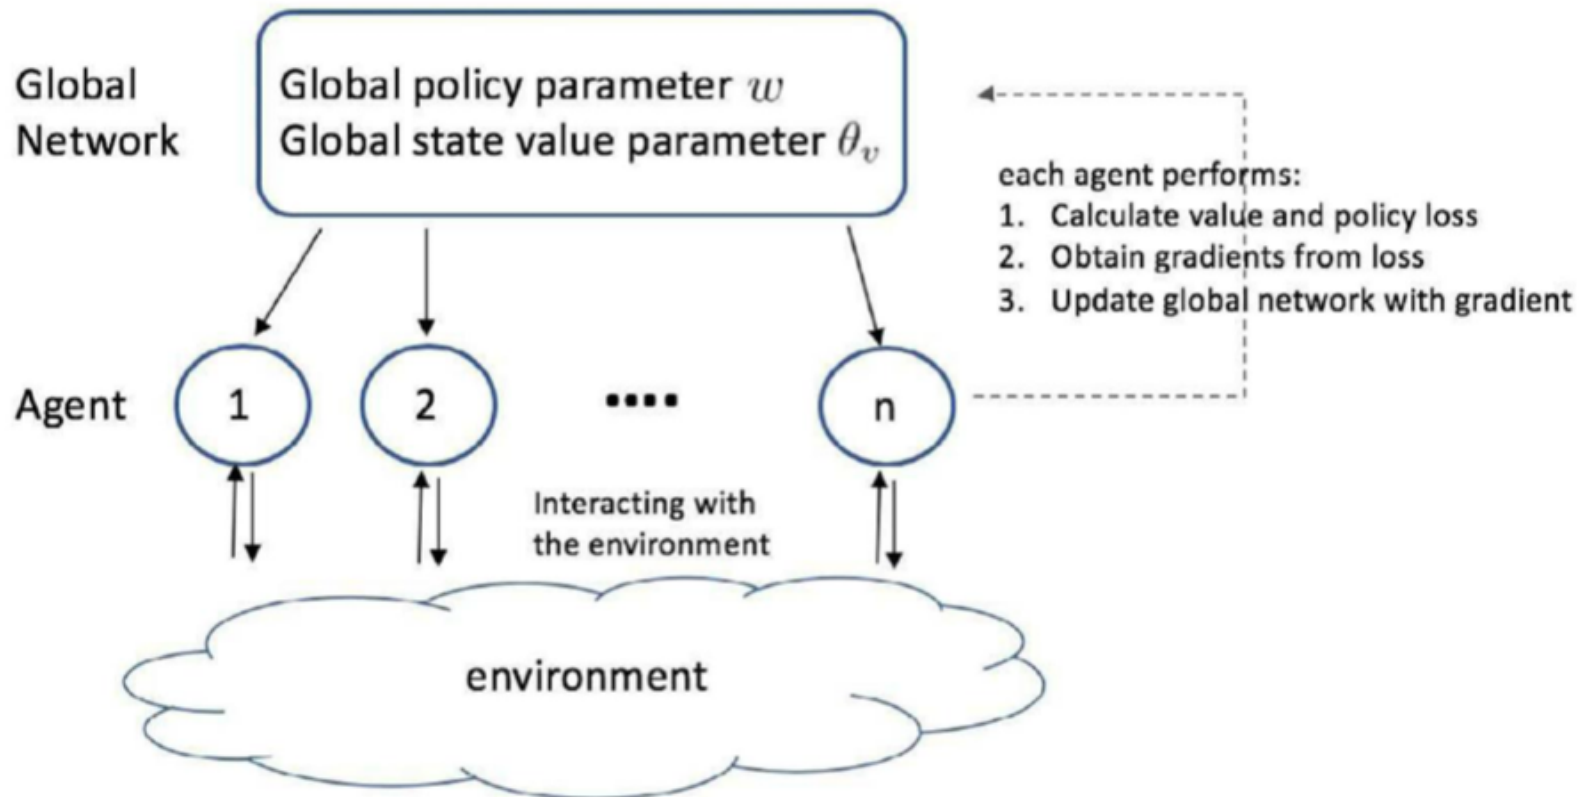 Global
Network
Global policy parameter w
Global state value parameter θ_v
each agent performs:
1. Calculate value and policy loss
2. Obtain gradients from loss
3. Update global network with gradient
Agent
1
2
....
n
Interacting with
the environment
environment